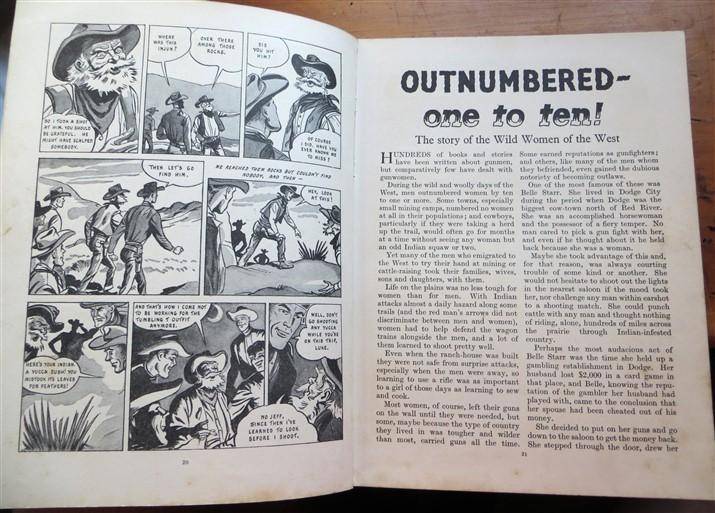 SO I TOOK A SHOT
AT HIM. YOU SHOULD
BE GRATEFUL. HE
MIGHT HAVE SCALPED
SOMEBODY.
WHERE
WAS THIS
INJUN?
OVER THERE
AMONG THOSE
ROCKS.
DID
YOU HIT
HIM?
OF COURSE
I DID. HAVE YOU
EVER KNOWN ME
TO MISS?
THEN LET'S GO
FIND HIM.
WE REACHED THEM ROCKS BUT COULDN'T FIND
NOBODY, AND THEN —
HEY, LOOK
AT THIS!
HERE'S YOUR INDIAN.
A YUCCA BUSH! YOU
MISTOOK ITS LEAVES
FOR FEATHERS!
AND THAT'S HOW I COME NOT
TO BE WORKING FOR THE
TUMBLING T OUTFIT
ANYMORE.
NO JEFF,
SINCE THEN I'VE
LEARNED TO LOOK
BEFORE I SHOOT.
WELL, DON'T
GO SHOOTING
ANY YUCCA
WHILE YOU'RE
ON THIS TRIP,
LUKE.
20
OUTNUMBERED—
one to ten!
The story of the Wild Women of the West
HUNDREDS of books and stories
have been written about gunmen,
but comparatively few have dealt with
gunwomen.
During the wild and woolly days of the
West, men outnumbered women by ten
to one or more. Some towns, especially
small mining camps, numbered no women
at all in their populations; and cowboys,
particularly if they were taking a herd
up the trail, would often go for months
at a time without seeing any woman but
an odd Indian squaw or two.
Yet many of the men who emigrated to
the West to try their hand at mining or
cattle-raising took their families, wives,
sons and daughters, with them.
Life on the plains was no less tough for
women than for men. With Indian
attacks almost a daily hazard along some
trails (and the red man's arrows did not
discriminate between men and women),
women had to help defend the wagon
trains alongside the men, and a lot of
them learned to shoot pretty well.
Even when the ranch-house was built
they were not safe from surprise attacks,
especially when the men were away, so
learning to use a rifle was as important
to a girl of those days as learning to sew
and cook.
Most women, of course, left their guns
on the wall until they were needed, but
some, maybe because the type of country
they lived in was tougher and wilder
than most, carried guns all the time.
Some earned reputations as gunfighters;
and others, like many of the men whom
they befriended, even gained the dubious
notoriety of becoming outlaws.
One of the most famous of these was
Belle Starr. She lived in Dodge City
during the period when Dodge was the
biggest cow-town north of Red River.
She was an accomplished horsewoman
and the possessor of a fiery temper. No
man cared to pick a gun fight with her,
and even if he thought about it he held
back because she was a woman.
Maybe she took advantage of this and,
for that reason, was always courting
trouble of some kind or another. She
would not hesitate to shoot out the lights
in the nearest saloon if the mood took
her, nor challenge any man within earshot
to a shooting match. She could punch
cattle with any man and thought nothing
of riding, alone, hundreds of miles across
the prairie through Indian-infested
country.
Perhaps the most audacious act of
Belle Starr was the time she held up a
gambling establishment in Dodge. Her
husband lost $2,000 in a card game in
that place, and Belle, knowing the repu-
tation of the gambler her husband had
played with, came to the conclusion that
her spouse had been cheated out of his
money.
She decided to put on her guns and go
down to the saloon to get the money back.
She stepped through the door, drew her
21